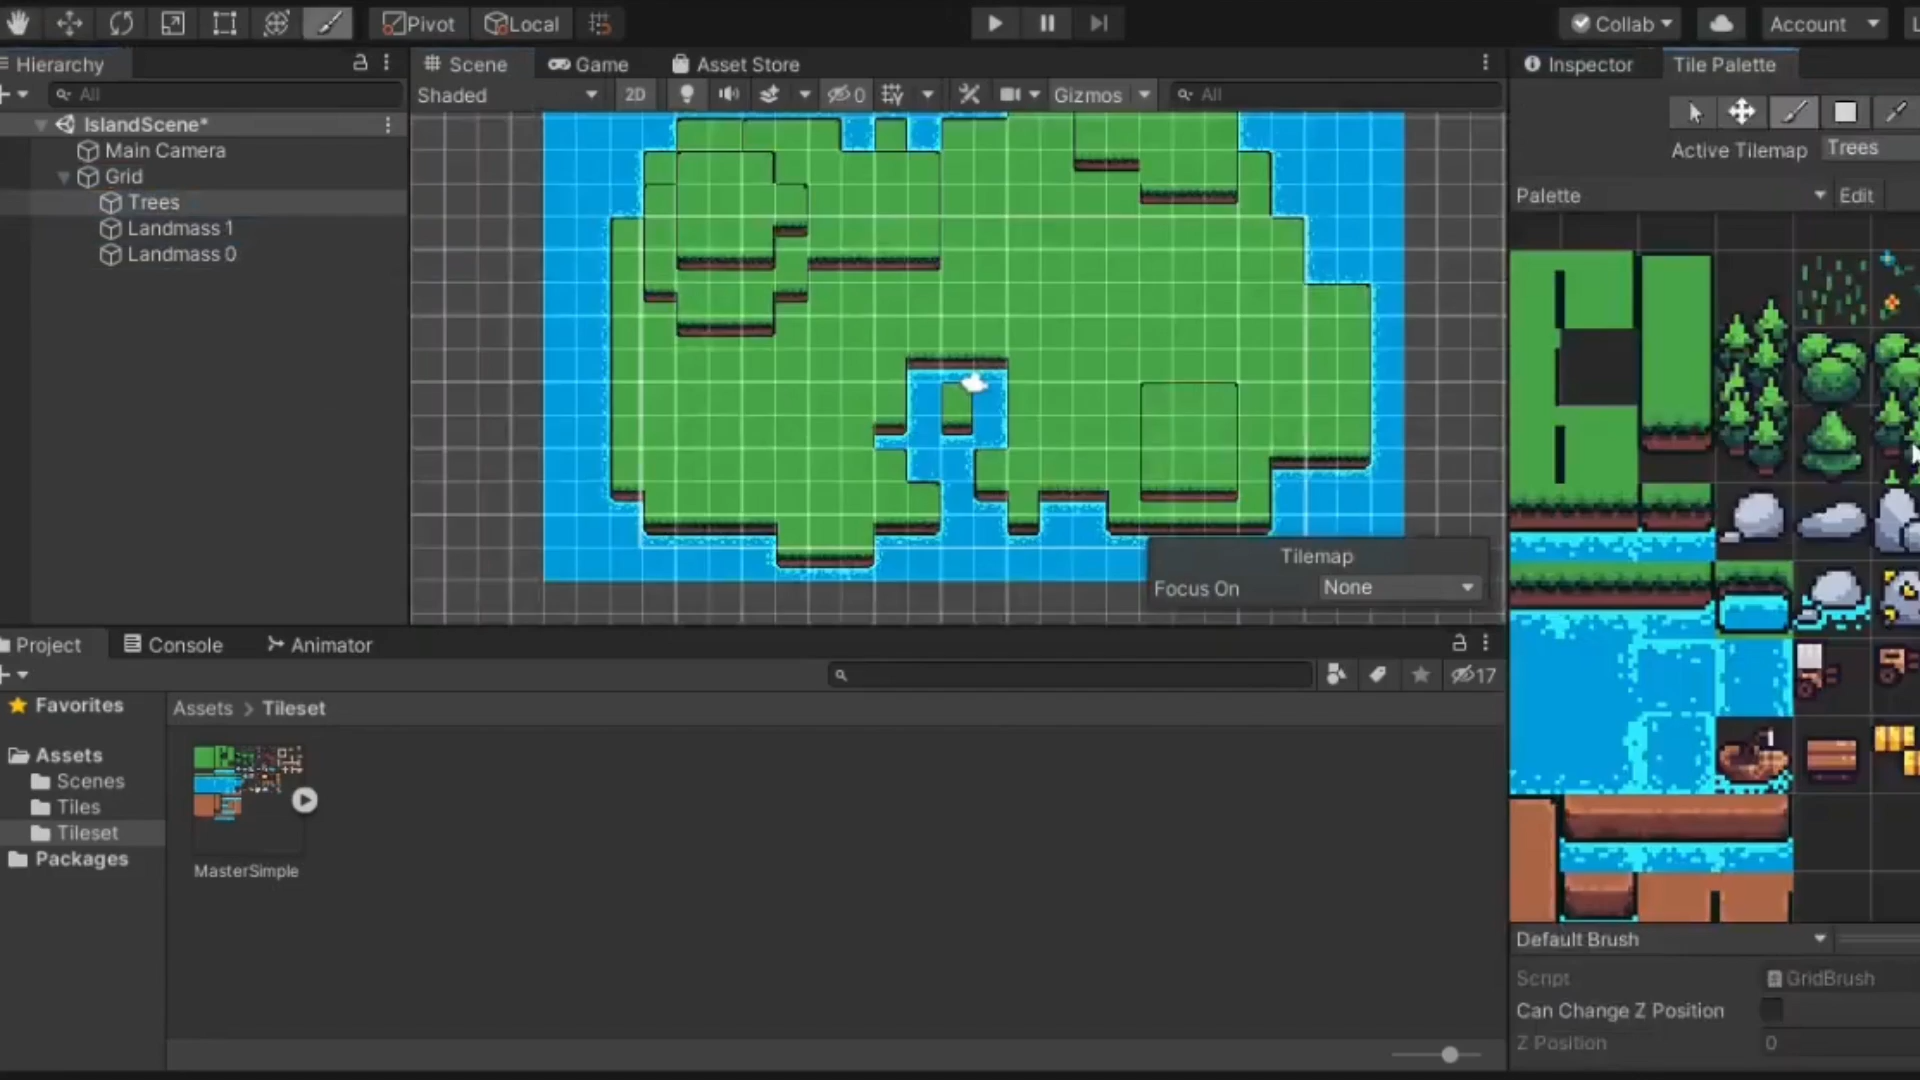 Pivot
Local
Collab
Account
L
Hierarchy
Scene
Game
Asset Store
Inspector
Tile Palette
All
Shaded
2D
0
Gizmos
All
IslandScene*
Main Camera
Grid
Trees
Landmass 1
Landmass 0
Active Tilemap
Trees
Palette
Edit
Tilemap
Focus On
None
Project
Console
Animator
17
Favorites
Assets > Tileset
Assets
Scenes
Tiles
Tileset
Packages
MasterSimple
Default Brush
Script
GridBrush
Can Change Z Position
Z Position
0